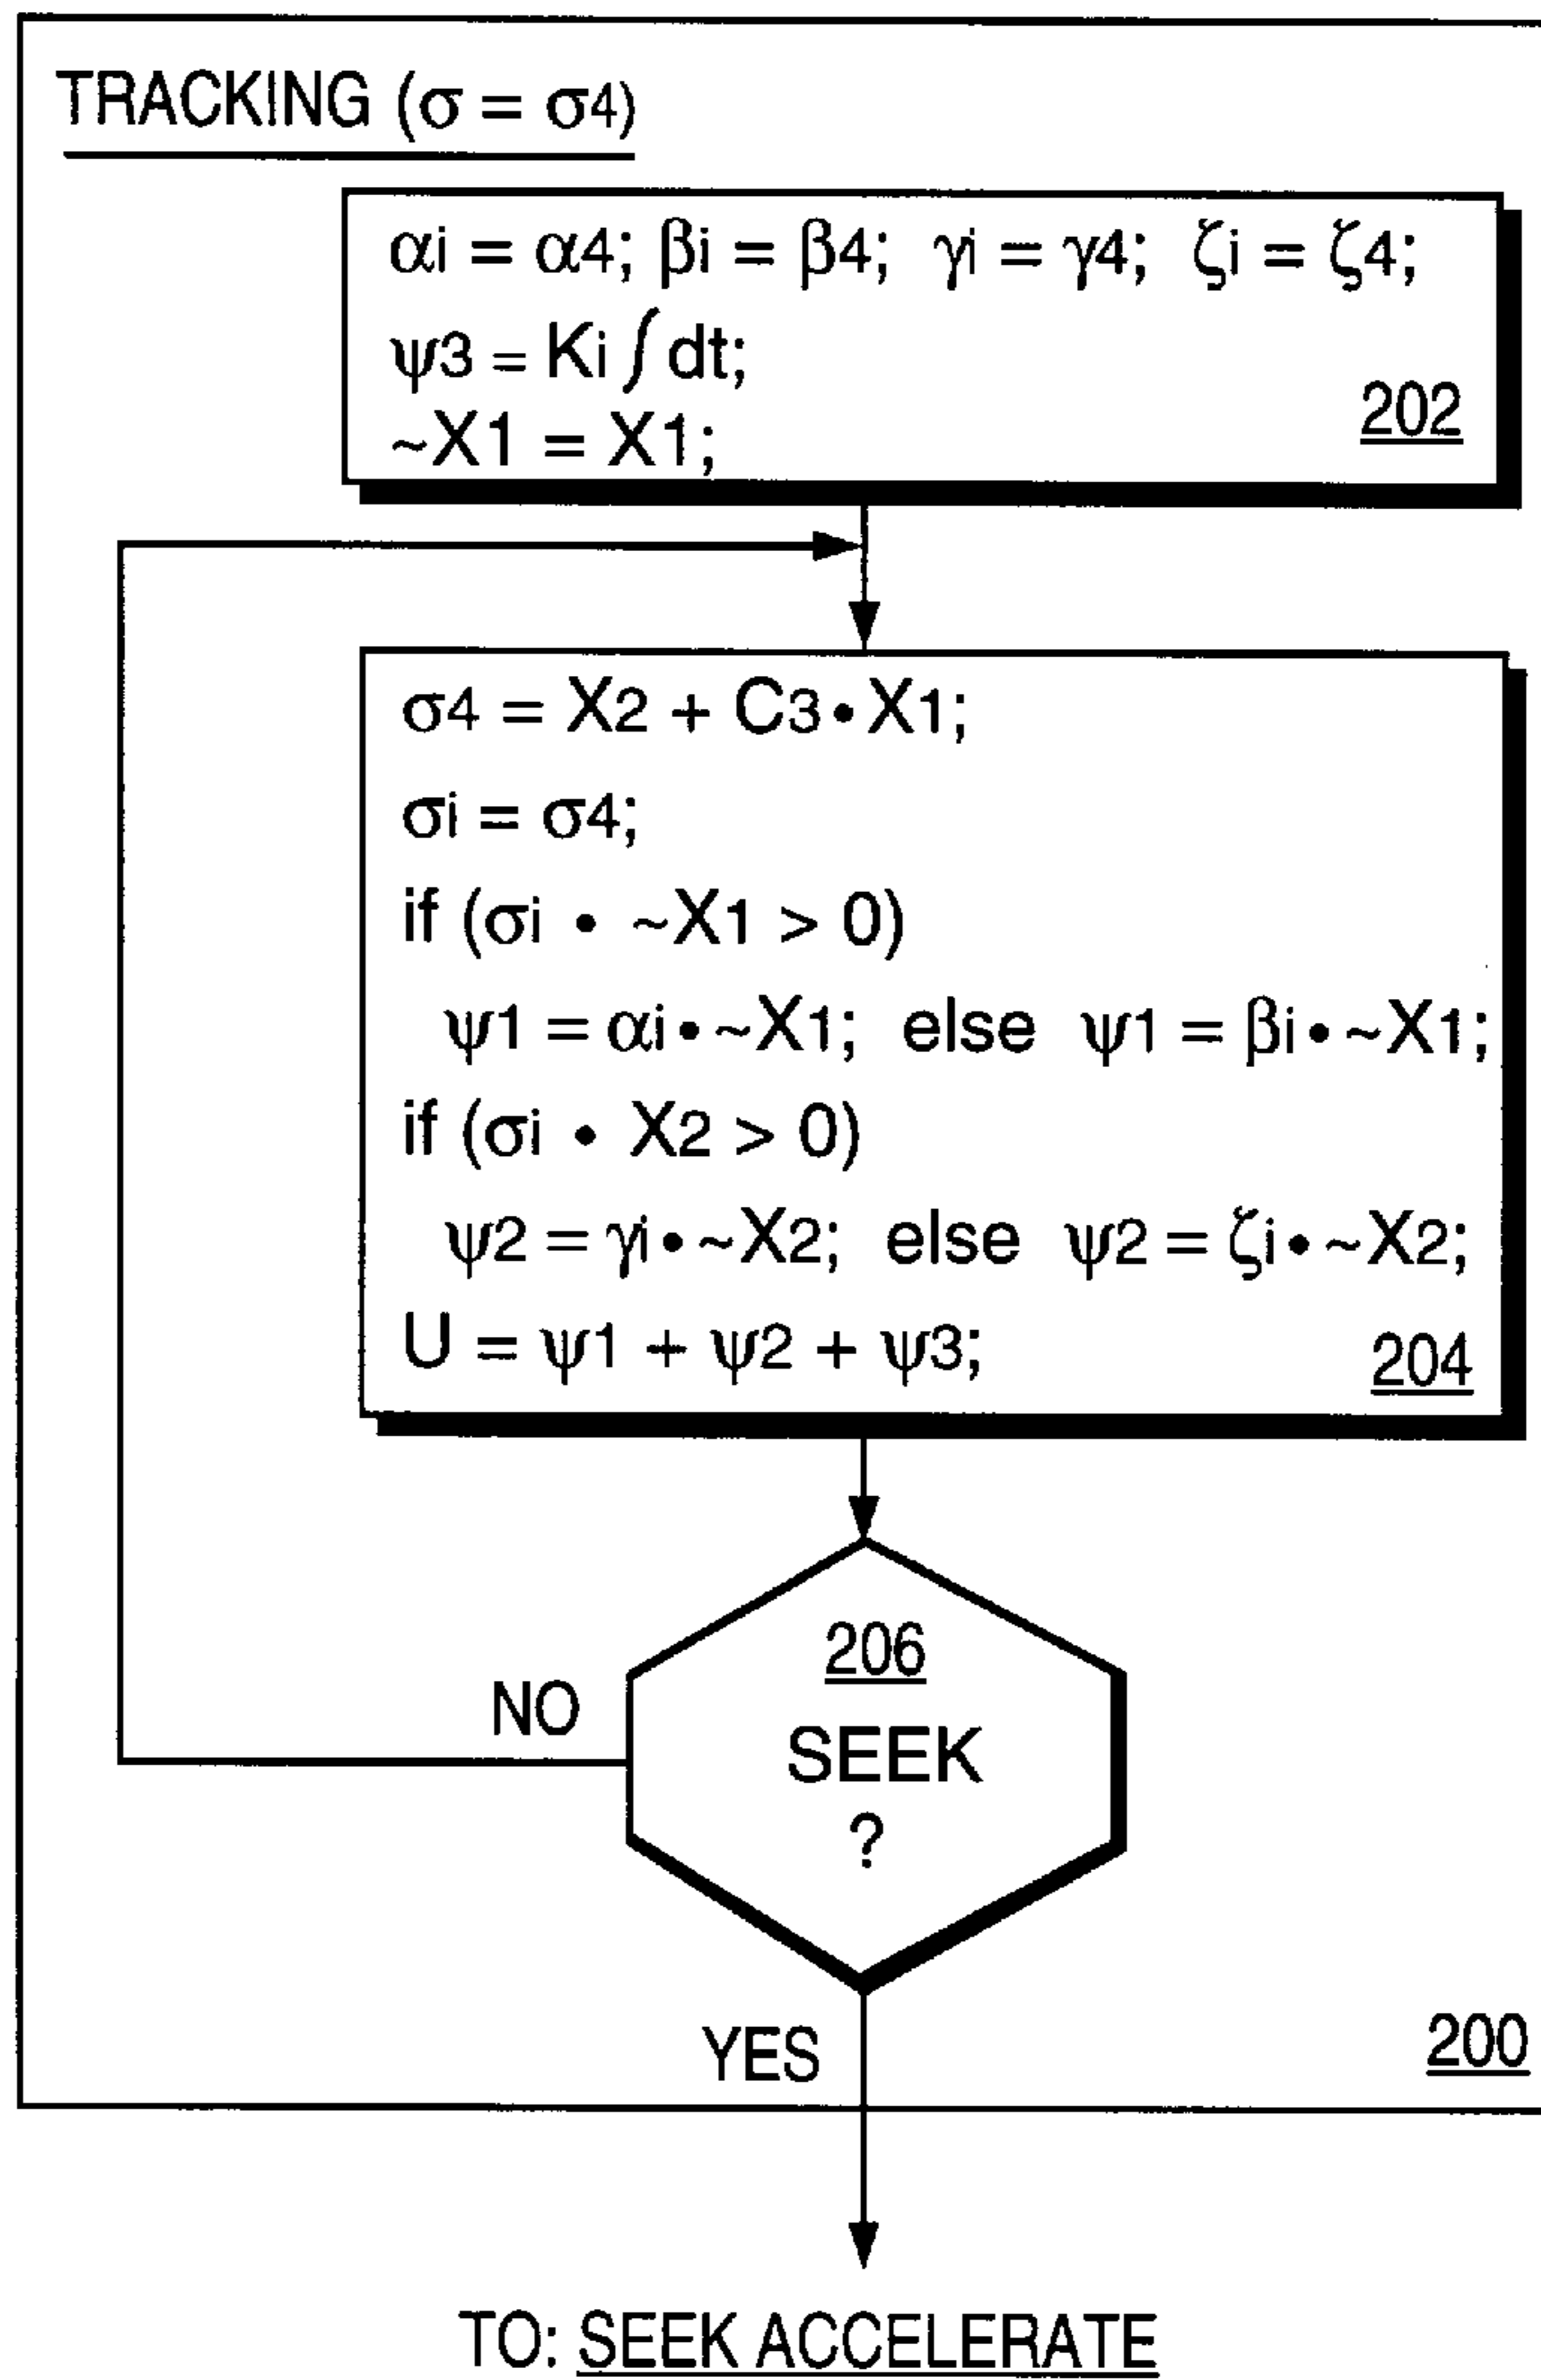 TRACKING (σ = σ4)
αi = α4; βi = β4; γi = γ4; ζi = ζ4;
ψ3 = Ki ∫ dt;
~X1 = X1;
202
σ4 = X2 + C3•X1;
σi = σ4;
if (σi • ~X1 > 0)
ψ1 = αi•~X1; else ψ1 = βi•~X1;
if (σi • X2 > 0)
ψ2 = γi•~X2; else ψ2 = ζi•~X2;
U = ψ1 + ψ2 + ψ3;
204
206
SEEK
?
NO
YES
200
TO: SEEK ACCELERATE